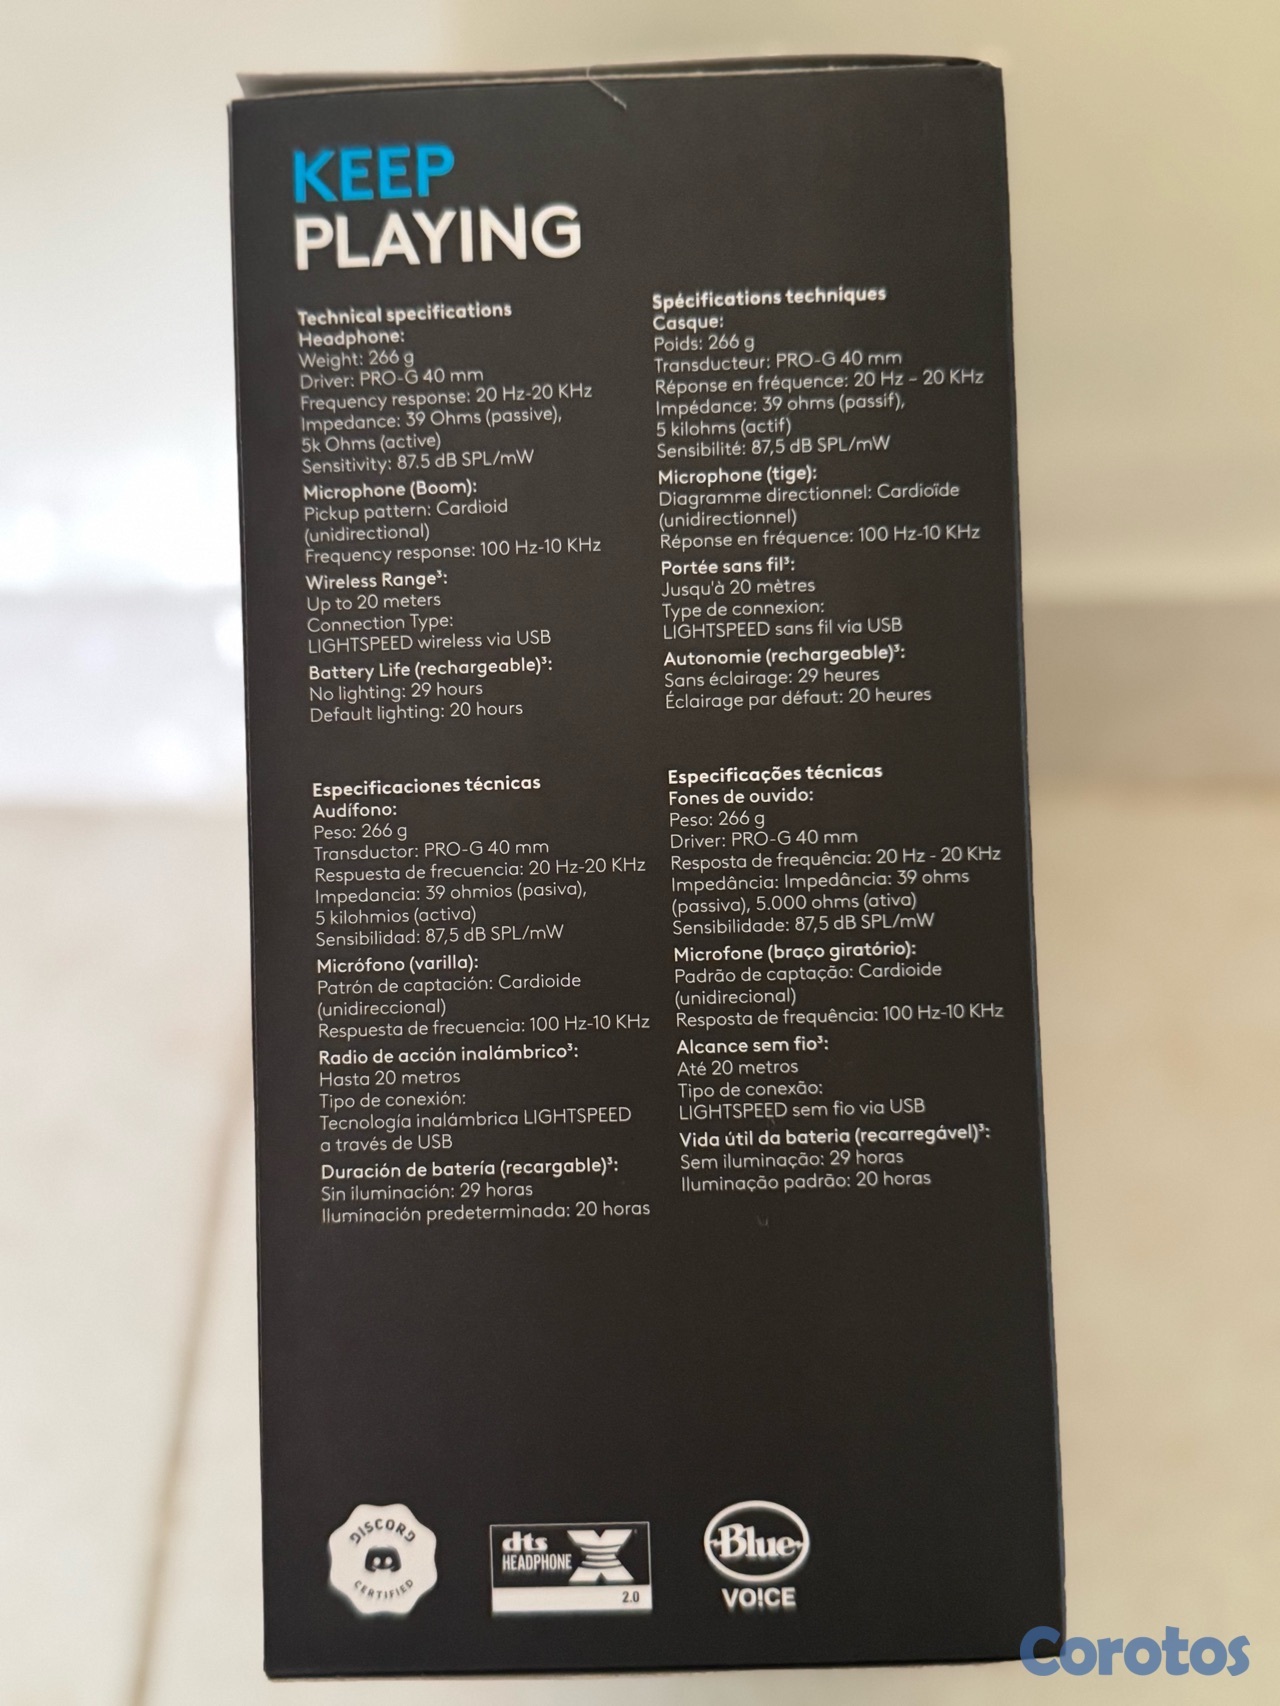 KEEP
PLAYING
Technical specifications
Headphone:
Weight: 266 g
Driver: PRO-G 40 mm
Frequency response: 20 Hz-20 KHz
Impedance: 39 Ohms (passive),
5k Ohms (active)
Sensitivity: 87.5 dB SPL/mW
Microphone (Boom):
Pickup pattern: Cardioid
(unidirectional)
Frequency response: 100 Hz-10 KHz
Wireless Range³:
Up to 20 meters
Connection Type:
LIGHTSPEED wireless via USB
Battery Life (rechargeable)³:
No lighting: 29 hours
Default lighting: 20 hours
Spécifications techniques
Casque:
Poids: 266 g
Transducteur: PRO-G 40 mm
Réponse en fréquence: 20 Hz – 20 KHz
Impédance: 39 ohms (passif),
5 kilohms (actif)
Sensibilité: 87,5 dB SPL/mW
Microphone (tige):
Diagramme directionnel: Cardioïde
(unidirectionnel)
Réponse en fréquence: 100 Hz-10 KHz
Portée sans fil³:
Jusqu'à 20 mètres
Type de connexion:
LIGHTSPEED sans fil via USB
Autonomie (rechargeable)³:
Sans éclairage: 29 heures
Éclairage par défaut: 20 heures
Especificaciones técnicas
Audífono:
Peso: 266 g
Transductor: PRO-G 40 mm
Respuesta de frecuencia: 20 Hz-20 KHz
Impedancia: 39 ohmios (pasiva),
5 kilohmios (activa)
Sensibilidad: 87,5 dB SPL/mW
Micrófono (varilla):
Patrón de captación: Cardioide
(unidireccional)
Respuesta de frecuencia: 100 Hz-10 KHz
Radio de acción inalámbrico³:
Hasta 20 metros
Tipo de conexión:
Tecnología inalámbrica LIGHTSPEED
a través de USB
Duración de batería (recargable)³:
Sin iluminación: 29 horas
Iluminación predeterminada: 20 horas
Especificações técnicas
Fones de ouvido:
Peso: 266 g
Driver: PRO-G 40 mm
Resposta de frequência: 20 Hz - 20 KHz
Impedância: Impedância: 39 ohms
(passiva), 5.000 ohms (ativa)
Sensibilidade: 87,5 dB SPL/mW
Microfone (braço giratório):
Padrão de captação: Cardioide
(unidirecional)
Resposta de frequência: 100 Hz-10 KHz
Alcance sem fio³:
Até 20 metros
Tipo de conexão:
LIGHTSPEED sem fio via USB
Vida útil da bateria (recarregável)³:
Sem iluminação: 29 horas
Iluminação padrão: 20 horas
DISCORD
CERTIFIED
dts X
HEADPHONE
2.0
Blue
VO!CE
Corotos